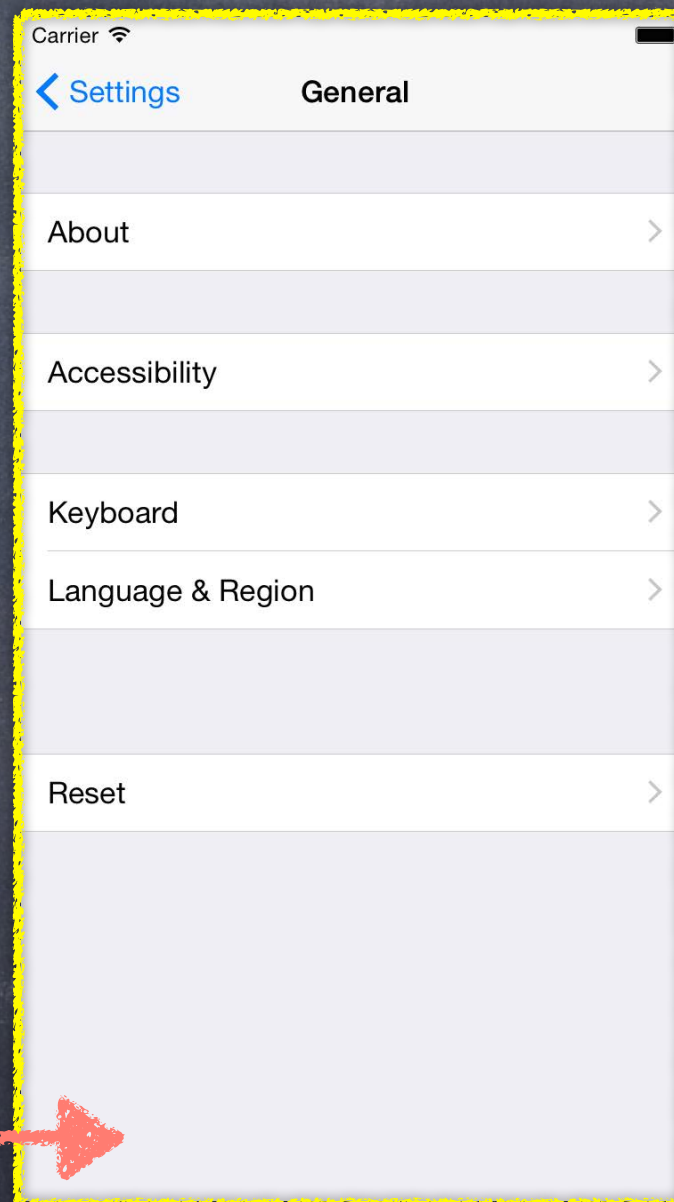 Carrier
Settings General
About
Accessibility
Keyboard
Language & Region
Reset